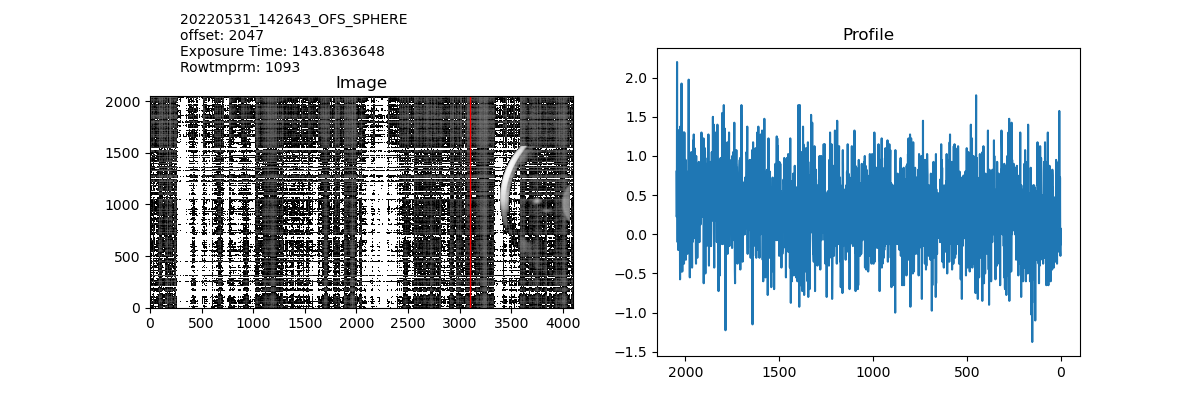 20220531_142643_OFS_SPHERE
offset: 2047
Exposure Time: 143.8363648
Rowtmprm: 1093
Image
2000
1500
1000
500
0
0 500 1000 1500 2000 2500 3000 3500 4000
Profile
2.0
1.5
1.0
0.5
0.0
−0.5
−1.0
−1.5
2000 1500 1000 500 0